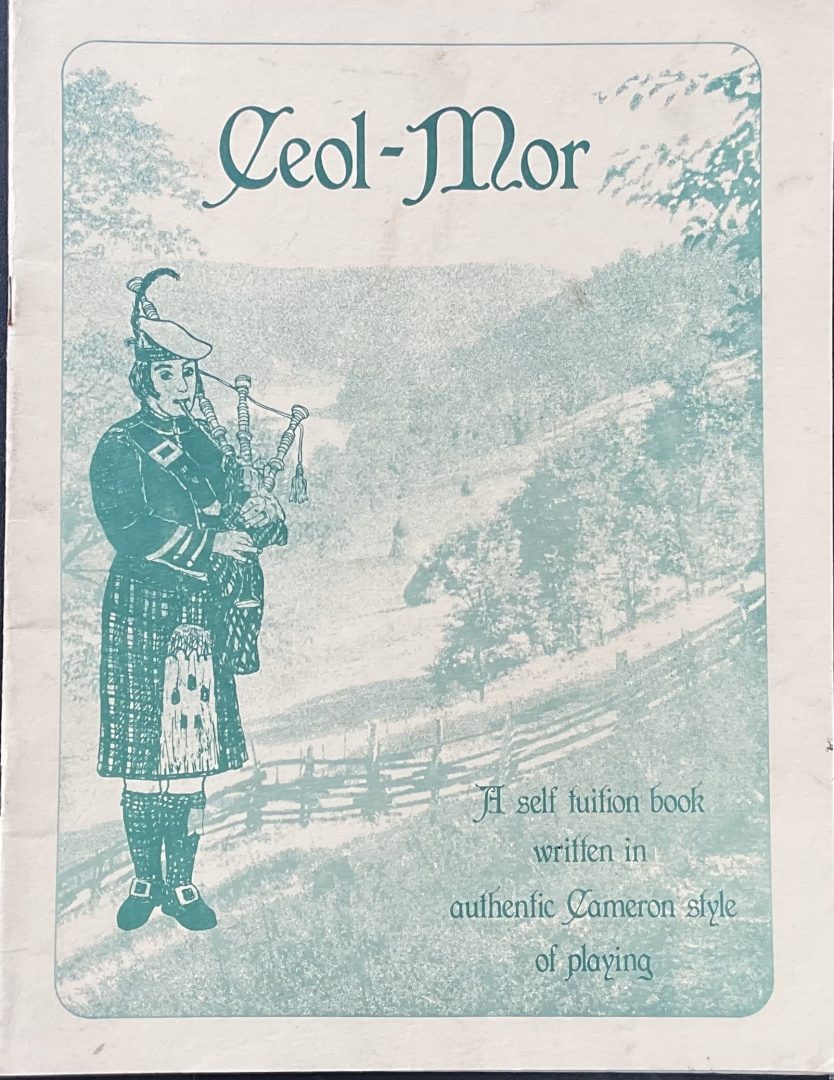 Ceol-Mor
A self tuition book
written in
authentic Cameron style
of playing